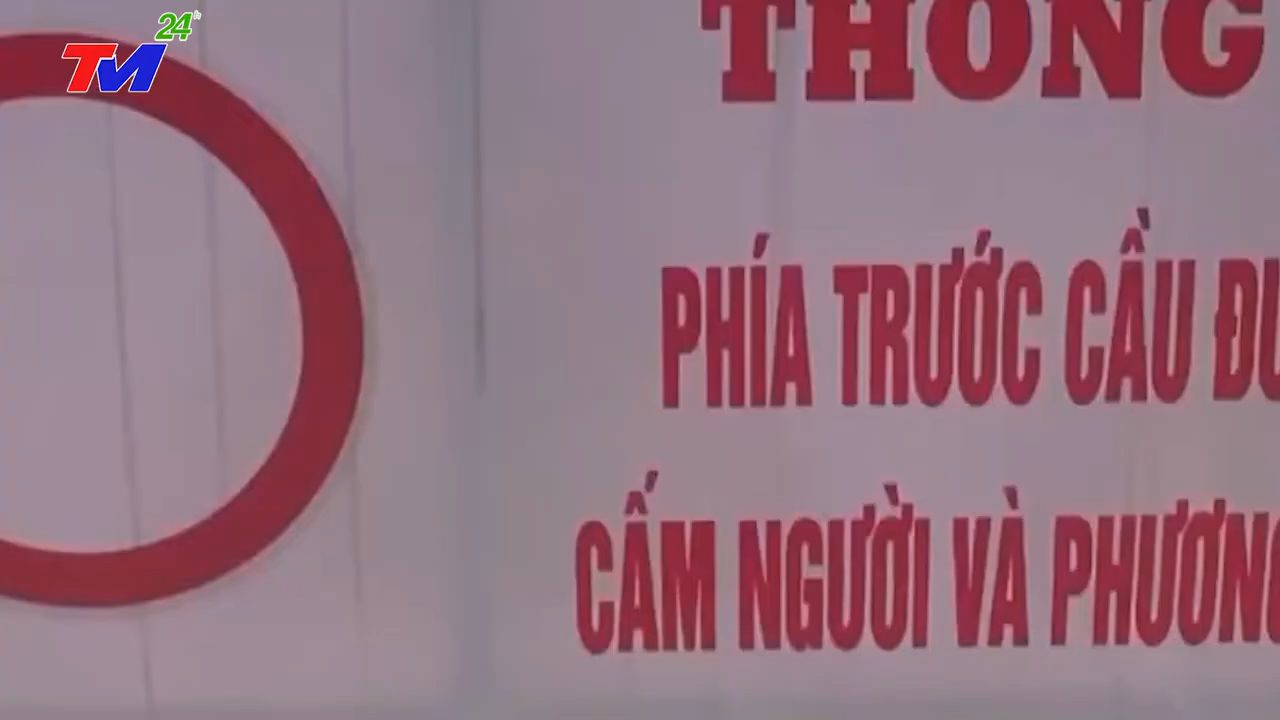 TM 24h
THÔNG
PHÍA TRƯỚC CẦU
CẤM NGƯỜI VÀ PHƯƠNG